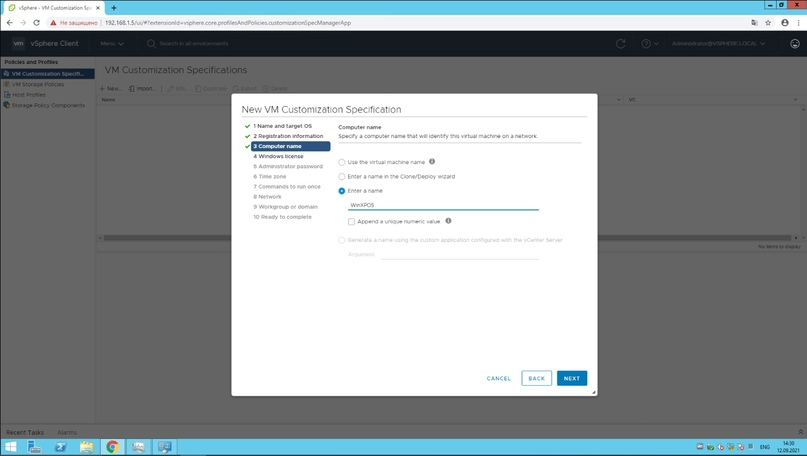 vSphere - VM Customization Spe
Не защищено
192.168.1.5/ui/#?extensionId=vsphere.core.profilesAndPolicies.customizationSpecManagerApp
vm vSphere Client Menu Search in all environments Administrator@VSPHERE.LOCAL
Policies and Profiles
VM Customization Specifi...
VM Storage Policies
Host Profiles
Storage Policy Components
VM Customization Specifications
+ New... Import... Edit... Duplicate Export Delete
Name
No items to display
New VM Customization Specification
1 Name and target OS
2 Registration information
3 Computer name
4 Windows license
5 Administrator password
6 Time zone
7 Commands to run once
8 Network
9 Workgroup or domain
10 Ready to complete
Computer name
Specify a computer name that will identify this virtual machine on a network.
Use the virtual machine name
Enter a name in the Clone/Deploy wizard
Enter a name
WinXPOS
Append a unique numeric value
Generate a name using the custom application configured with the vCenter Server
Argument
CANCEL BACK NEXT
Recent Tasks Alarms
ENG
14:30
12.09.2021